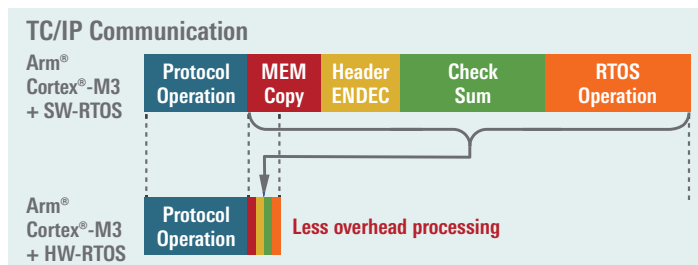 TC/IP Communication
Arm®
Cortex®-M3
+ SW-RTOS
Protocol
Operation
MEM
Copy
Header
ENDEC
Check
Sum
RTOS
Operation
Arm®
Cortex®-M3
+ HW-RTOS
Protocol
Operation
Less overhead processing